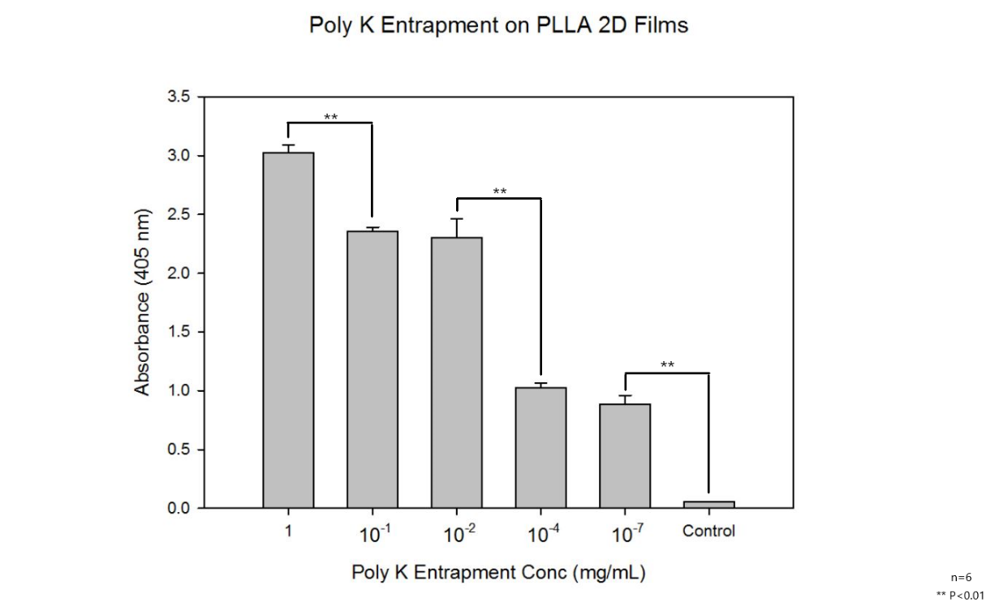 Poly K Entrapment on PLLA 2D Films
3.5
3.0
2.5
2.0
1.5
1.0
0.5
0.0
Absorbance (405 nm)
**
**
**
1 10⁻¹ 10⁻² 10⁻⁴ 10⁻⁷ Control
Poly K Entrapment Conc (mg/mL)
n=6
** P<0.01